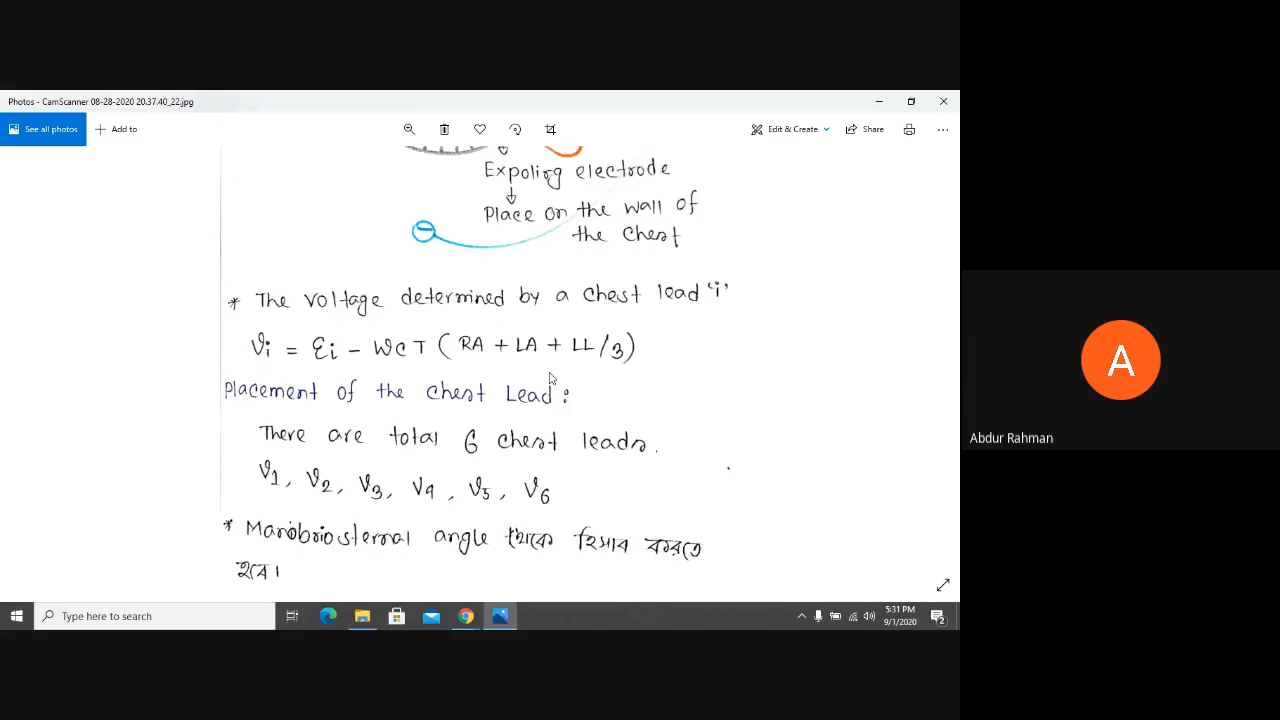 Photos - CamScanner 08-28-2020 20.37.40_22.jpg
See all photos
Add to
Edit & Create
Share
Expoling electrode
Place on the wall of
the chest
* The voltage determined by a chest lead 'i'
Vi = Ei - WCT (RA + LA + LL/3)
Placement of the chest Lead:
There are total 6 chest leads.
V1, V2, V3, V4, V5, V6
* Manobriosternal angle থেকে হিসাব করতে
হবে।
A
Abdur Rahman
Type here to search
5:31 PM
9/1/2020
2